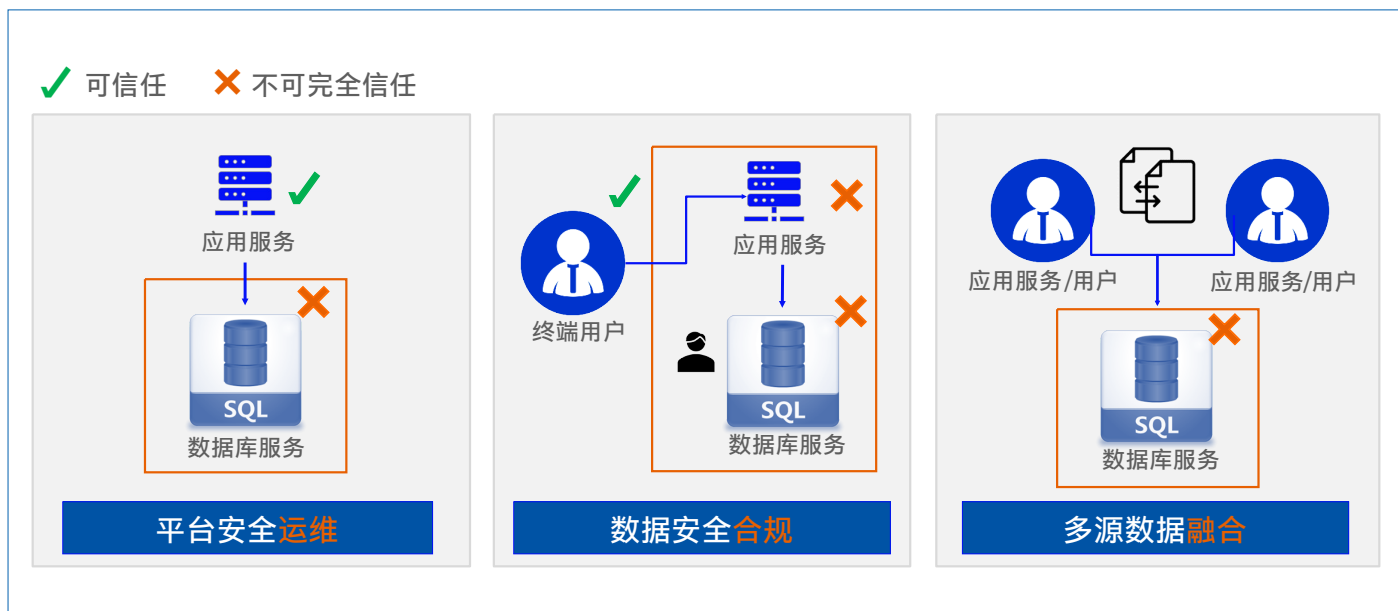 可信任
不可完全信任
应用服务
SQL
数据库服务
平台安全运维
终端用户
应用服务
SQL
数据库服务
数据安全合规
应用服务/用户
应用服务/用户
SQL
数据库服务
多源数据融合